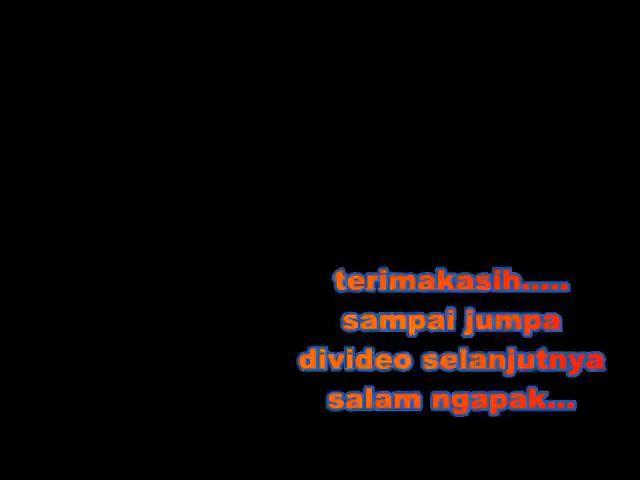 terimakasih.....
sampai jumpa
divideo selanjutnya
salam ngapak...